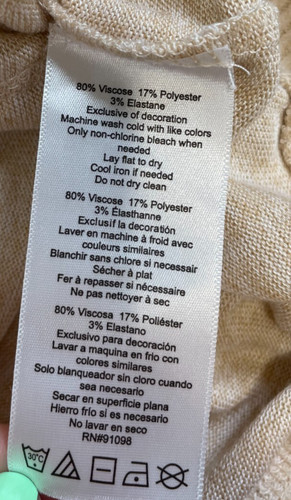 80% Viscose 17% Polyester
3% Elastane
Exclusive of decoration
Machine wash cold with like colors
Only non-chlorine bleach when
needed
Lay flat to dry
Cool iron if needed
Do not dry clean
80% Viscose 17% Polyester
3% Élasthanne
Exclusif la decoratión
Laver en machine à froid avec
couleurs similaires
Blanchir sans chlore si necessair
Sécher à plat
Fer à repasser si nécessaire
Ne pas nettoyer à sec
80% Viscosa 17% Poliéster
3% Elastano
Exclusivo para decoración
Lavar a maquina en frío con
colores similares
Solo blanqueador sin cloro cuando
sea necesario
Secar en superficie plana
Hierro frío si es necesario
No lavar en seco
RN#91098
30°C